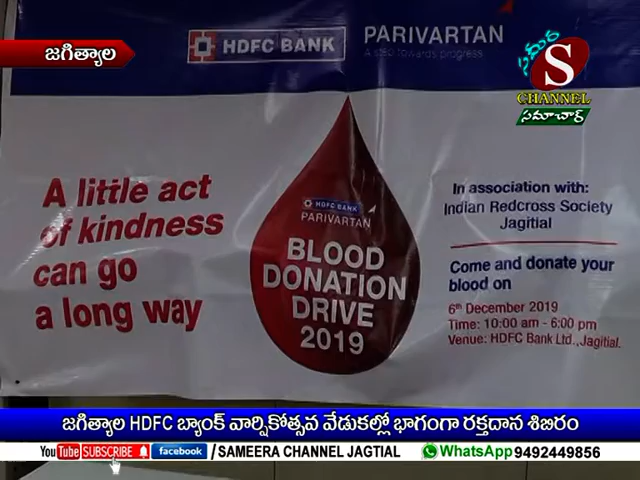 జగిత్యాల
HDFC BANK
PARIVARTAN
A step towards progress
సమీర
S
CHANNEL
సమాచార్
A little act
of kindness
can go
a long way
HDFC BANK
PARIVARTAN
BLOOD
DONATION
DRIVE
2019
In association with:
Indian Redcross Society
Jagitial
Come and donate your
blood on
6th December 2019
Time: 10:00 am - 6:00 pm
Venue: HDFC Bank Ltd.,Jagitial.
జగిత్యాల HDFC బ్యాంక్ వార్షికోత్సవ వేడుకల్లో భాగంగా రక్తదాన శిబిరం
YouTube SUBSCRIBE facebook /SAMEERA CHANNEL JAGTIAL WhatsApp 9492449856